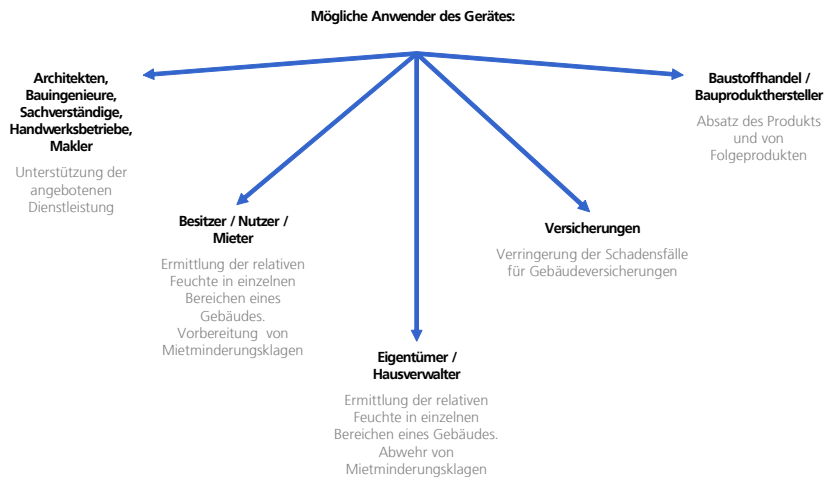 Mögliche Anwender des Gerätes:
Architekten,
Bauingenieure,
Sachverständige,
Handwerksbetriebe,
Makler
Unterstützung der
angebotenen
Dienstleistung
Besitzer / Nutzer /
Mieter
Ermittlung der relativen
Feuchte in einzelnen
Bereichen eines
Gebäudes.
Vorbereitung von
Mietminderungsklagen
Eigentümer /
Hausverwalter
Ermittlung der relativen
Feuchte in einzelnen
Bereichen eines Gebäudes.
Abwehr von
Mietminderungsklagen
Versicherungen
Verringerung der Schadensfälle
für Gebäudeversicherungen
Baustoffhandel /
Bauprodukthersteller
Absatz des Produkts
und von
Folgeprodukten